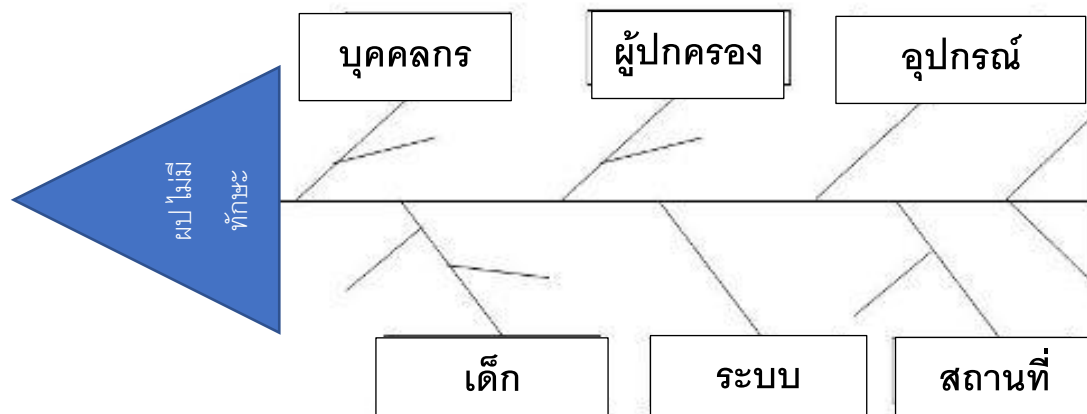 บุคคลกร
ผู้ปกครอง
อุปกรณ์
ผป ไม่มี
ทักษะ
เด็ก
ระบบ
สถานที่